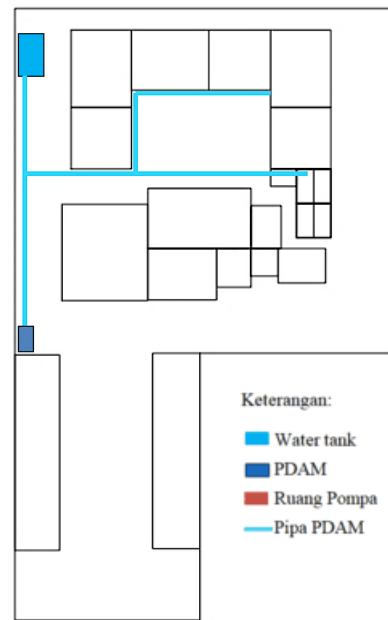 Keterangan:
Water tank
PDAM
Ruang Pompa
Pipa PDAM